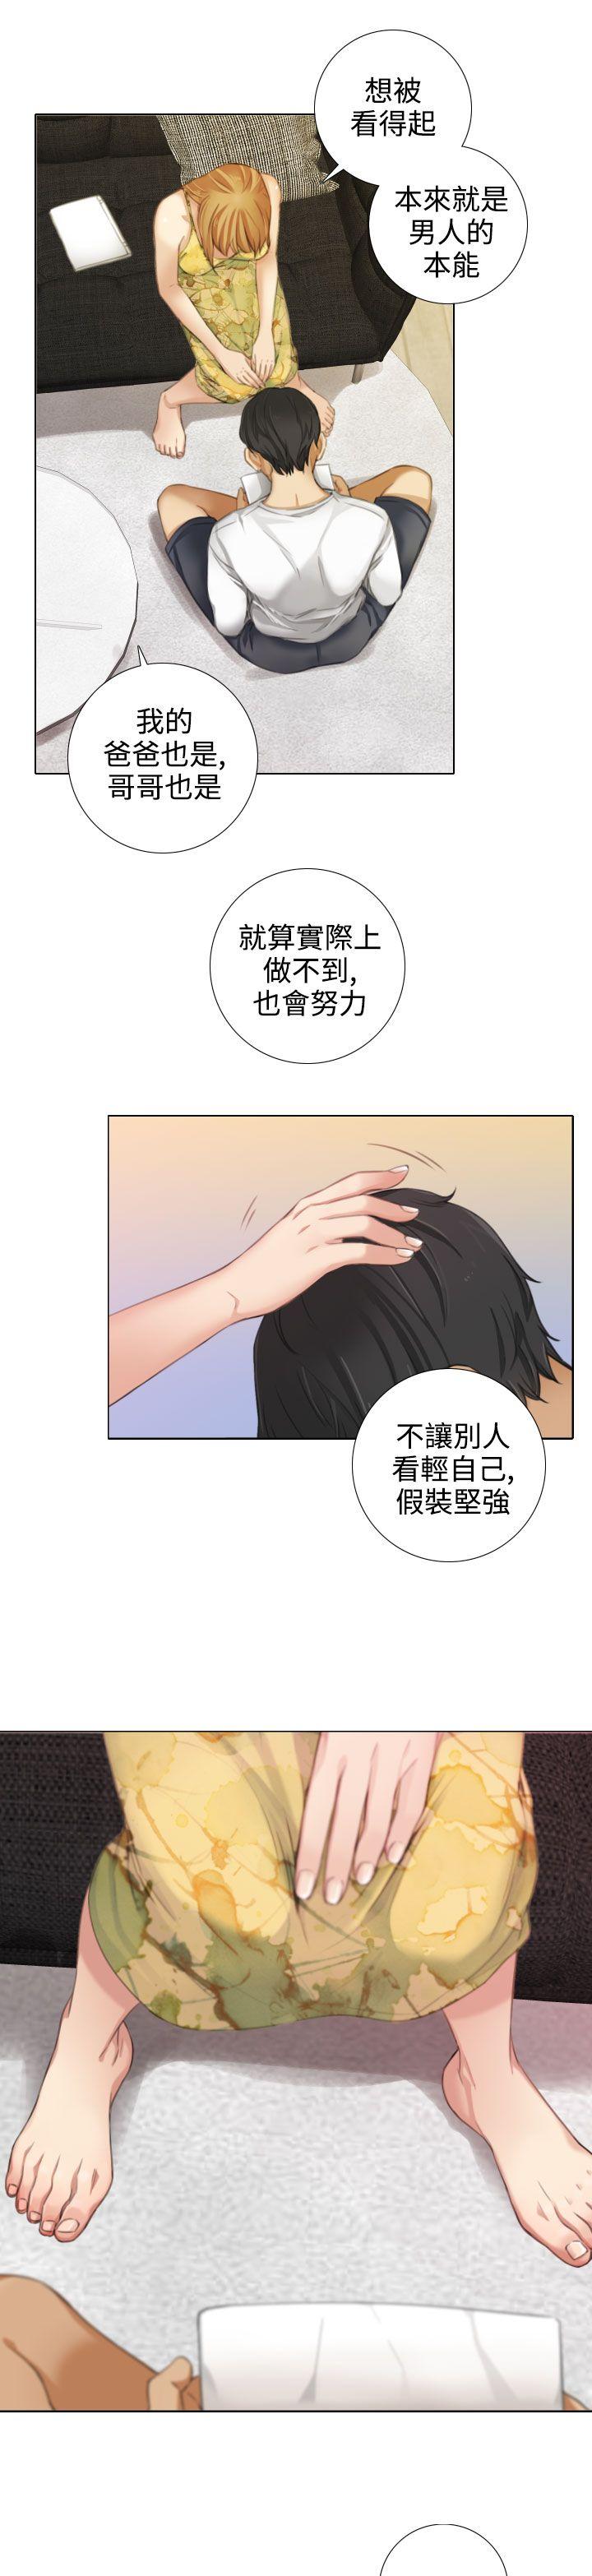 想被
看得起
本來就是
男人的
本能
我的
爸爸也是,
哥哥也是
就算實際上
做不到,
也會努力
不讓別人
看輕自己,
假裝堅強